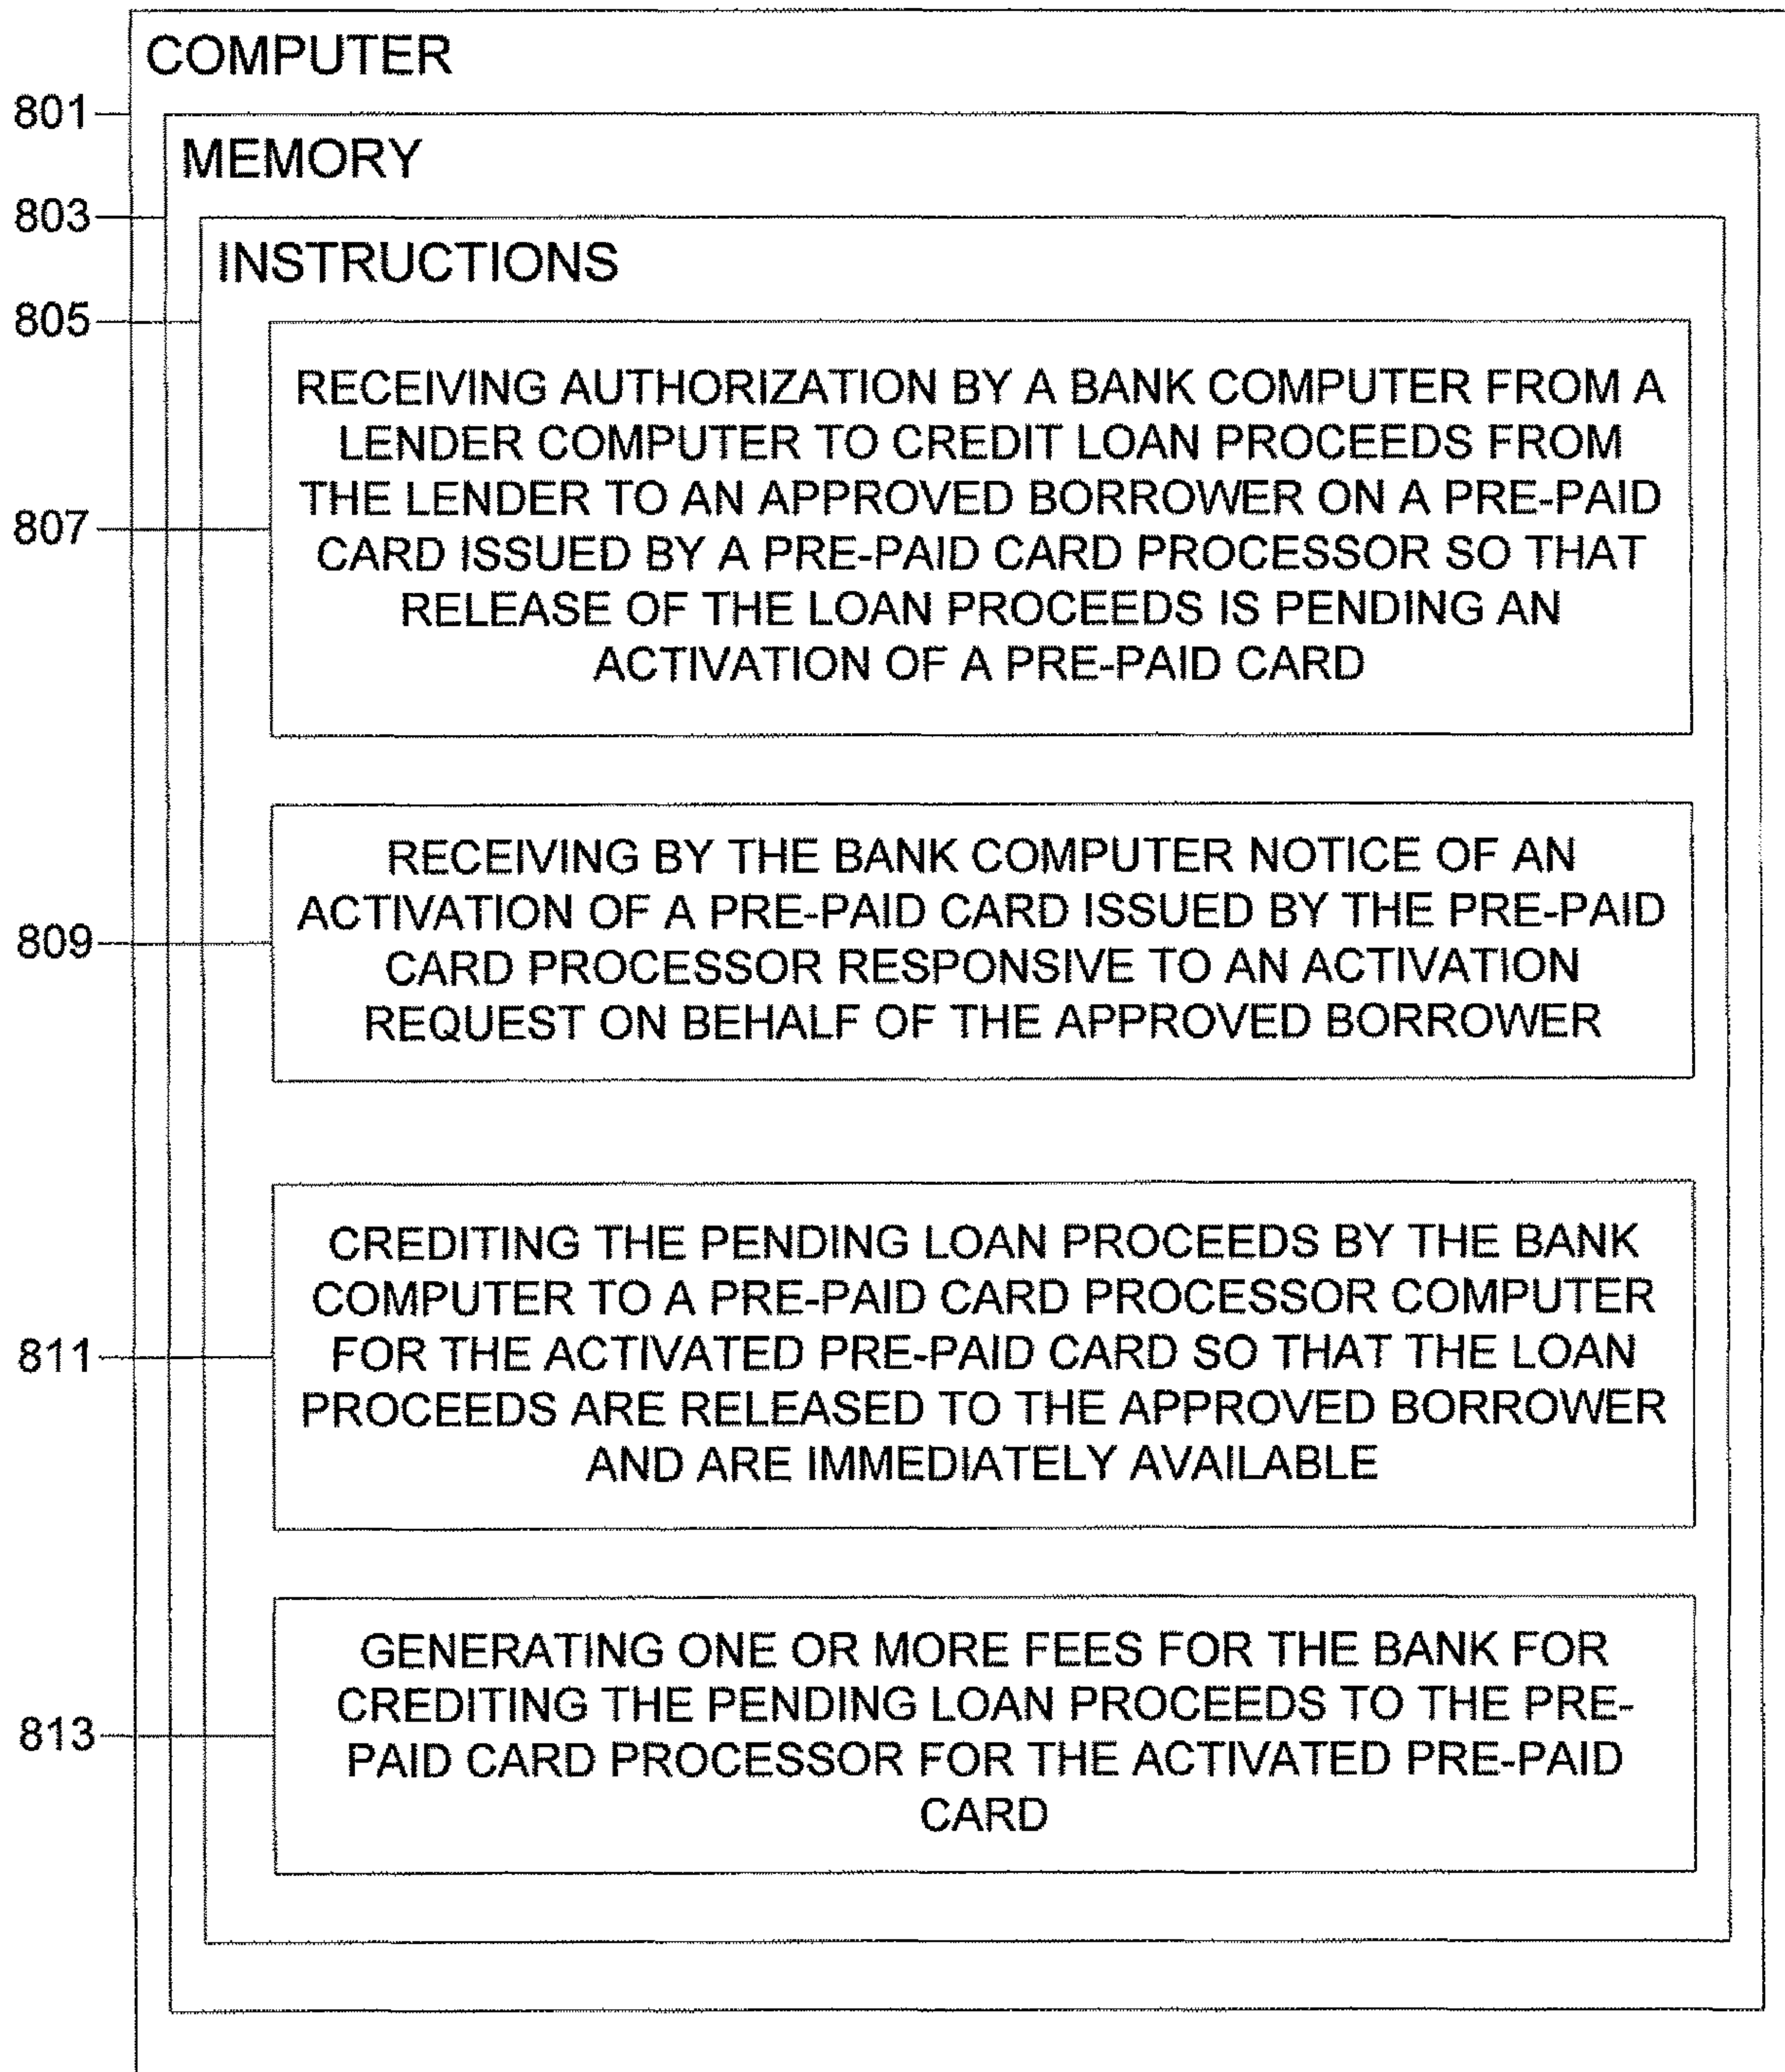 COMPUTER
801
MEMORY
803
INSTRUCTIONS
805
RECEIVING AUTHORIZATION BY A BANK COMPUTER FROM A
LENDER COMPUTER TO CREDIT LOAN PROCEEDS FROM
THE LENDER TO AN APPROVED BORROWER ON A PRE-PAID
807
CARD ISSUED BY A PRE-PAID CARD PROCESSOR SO THAT
RELEASE OF THE LOAN PROCEEDS IS PENDING AN
ACTIVATION OF A PRE-PAID CARD
RECEIVING BY THE BANK COMPUTER NOTICE OF AN
ACTIVATION OF A PRE-PAID CARD ISSUED BY THE PRE-PAID
809
CARD PROCESSOR RESPONSIVE TO AN ACTIVATION
REQUEST ON BEHALF OF THE APPROVED BORROWER
CREDITING THE PENDING LOAN PROCEEDS BY THE BANK
COMPUTER TO A PRE-PAID CARD PROCESSOR COMPUTER
811
FOR THE ACTIVATED PRE-PAID CARD SO THAT THE LOAN
PROCEEDS ARE RELEASED TO THE APPROVED BORROWER
AND ARE IMMEDIATELY AVAILABLE
GENERATING ONE OR MORE FEES FOR THE BANK FOR
CREDITING THE PENDING LOAN PROCEEDS TO THE PRE-
813
PAID CARD PROCESSOR FOR THE ACTIVATED PRE-PAID
CARD